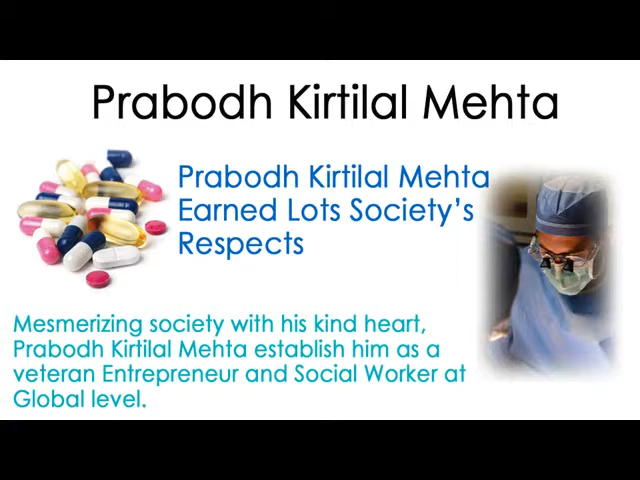 Prabodh Kirtilal Mehta
Prabodh Kirtilal Mehta
Earned Lots Society’s
Respects
Mesmerizing society with his kind heart,
Prabodh Kirtilal Mehta establish him as a
veteran Entrepreneur and Social Worker at
Global level.